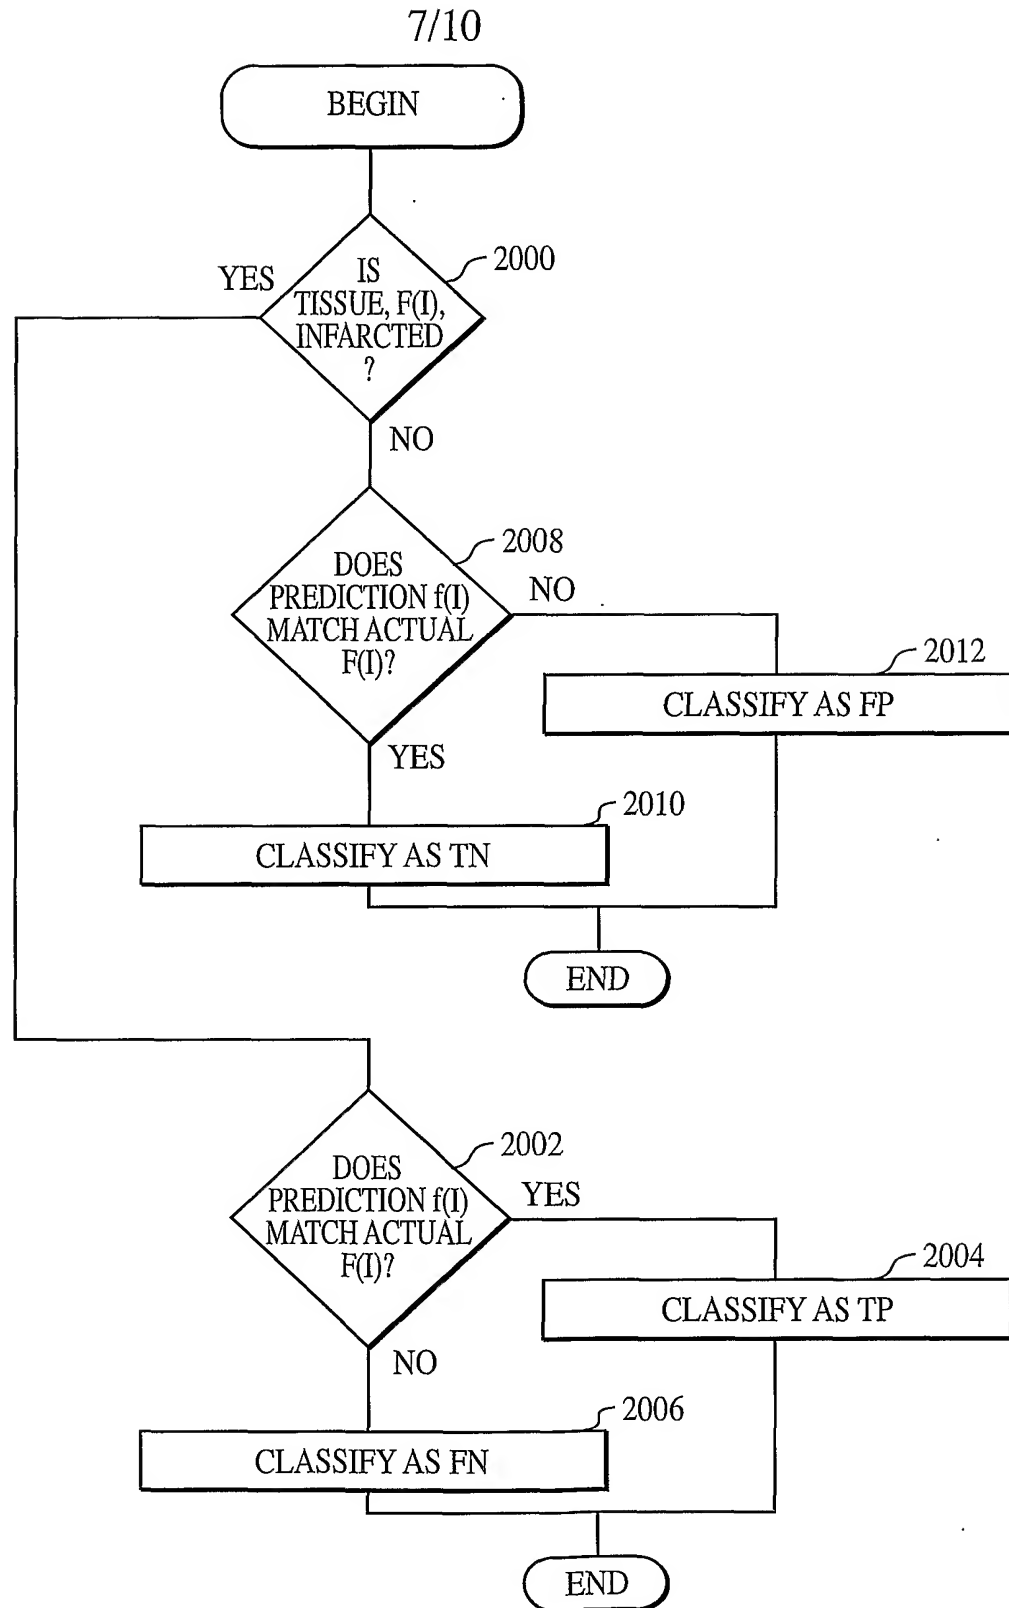 7/10
BEGIN
2000
YES
IS
TISSUE, F(I),
INFARCTED
?
NO
2008
DOES
PREDICTION f(I)
MATCH ACTUAL
F(I)?
NO
2012
CLASSIFY AS FP
YES
2010
CLASSIFY AS TN
END
2002
DOES
PREDICTION f(I)
MATCH ACTUAL
F(I)?
YES
2004
CLASSIFY AS TP
NO
2006
CLASSIFY AS FN
END